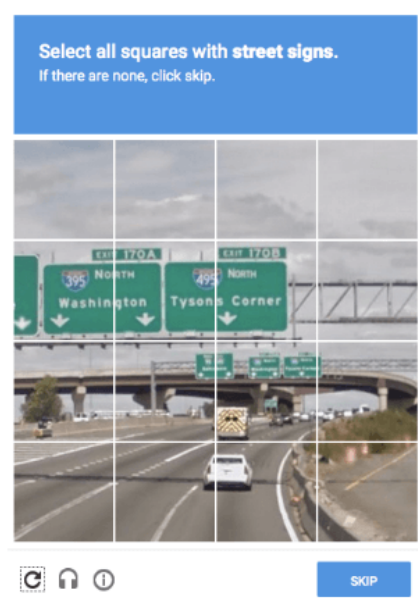 Select all squares with street signs.
If there are none, click skip.
EXIT 170A EXIT 170B
395 NORTH 495 NORTH
Washington Tysons Corner
SKIP